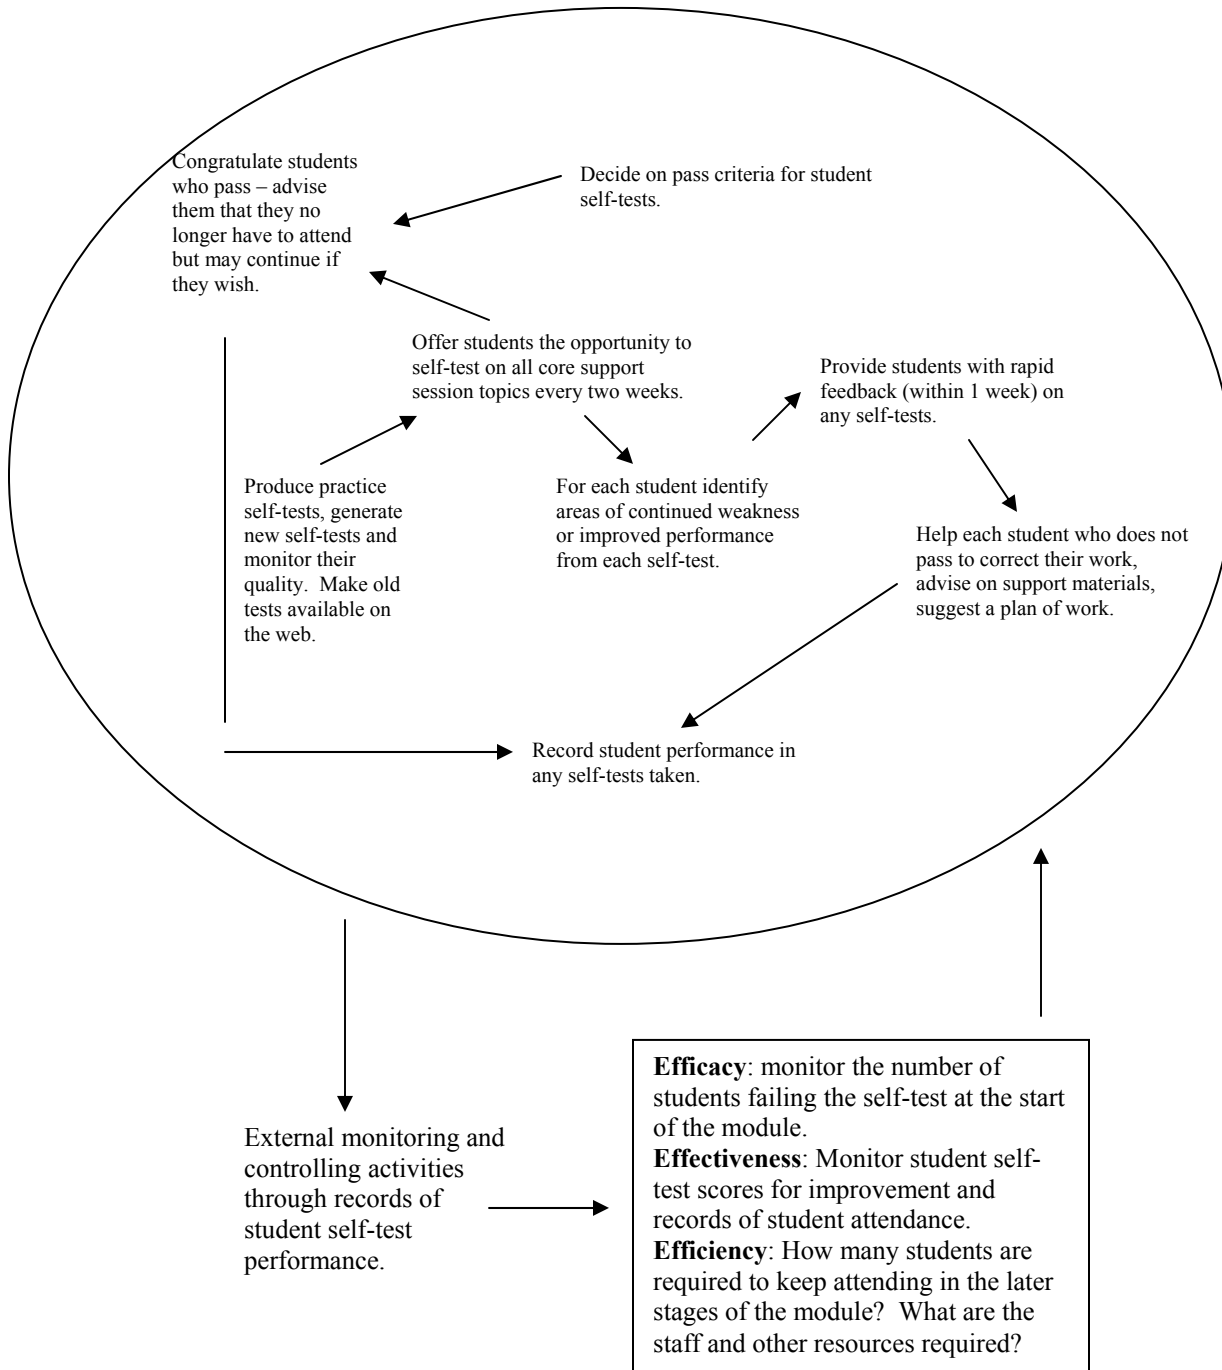 Congratulate students
who pass – advise
them that they no
longer have to attend
but may continue if
they wish.
Decide on pass criteria for student
self-tests.
Offer students the opportunity to
self-test on all core support
session topics every two weeks.
Provide students with rapid
feedback (within 1 week) on
any self-tests.
Produce practice
self-tests, generate
new self-tests and
monitor their
quality.  Make old
tests available on
the web.
For each student identify
areas of continued weakness
or improved performance
from each self-test.
Help each student who does not
pass to correct their work,
advise on support materials,
suggest a plan of work.
Record student performance in
any self-tests taken.
External monitoring and
controlling activities
through records of
student self-test
performance.
Efficacy: monitor the number of
students failing the self-test at the start
of the module.
Effectiveness: Monitor student self-
test scores for improvement and
records of student attendance.
Efficiency: How many students are
required to keep attending in the later
stages of the module?  What are the
staff and other resources required?